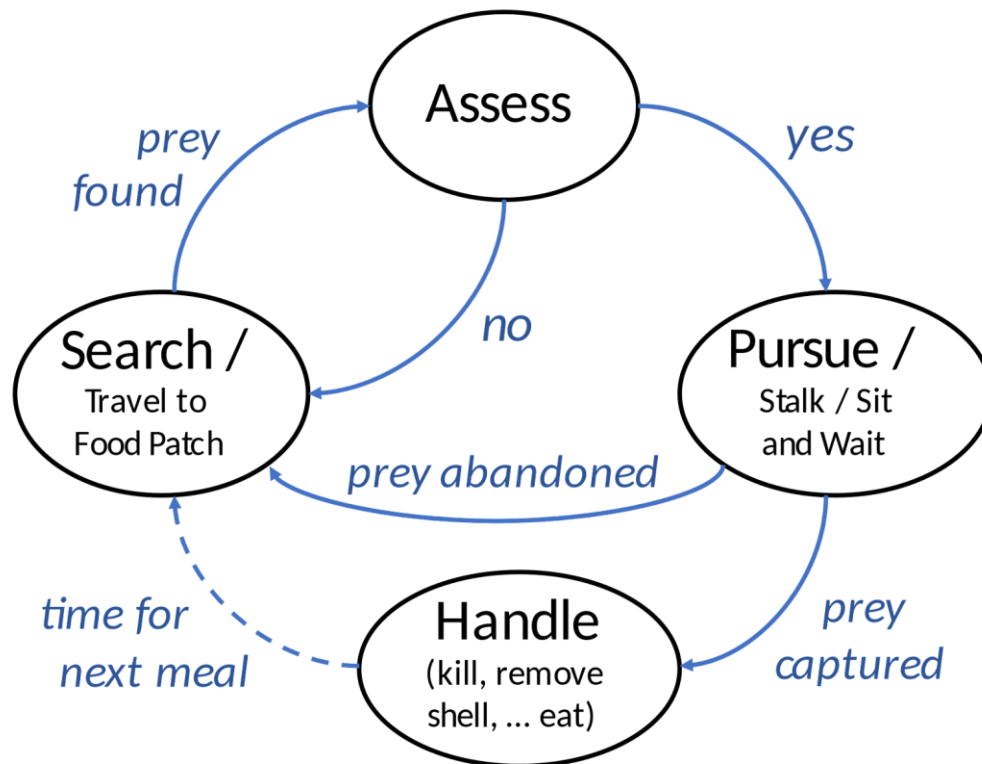 Assess
prey
found
yes
no
Search /
Travel to
Food Patch
Pursue /
Stalk / Sit
and Wait
prey abandoned
time for
next meal
Handle
(kill, remove
shell, ... eat)
prey
captured